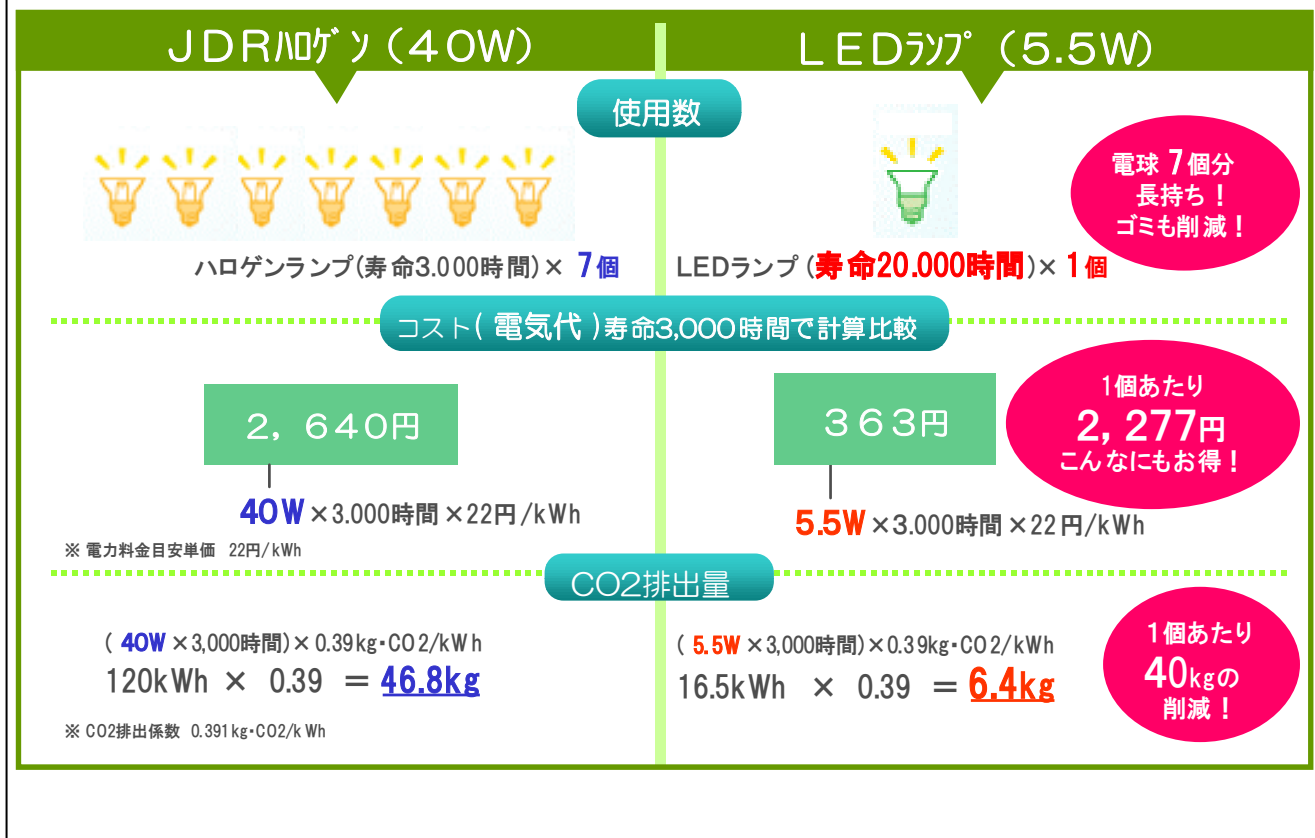 JDRﾊﾛｹﾞﾝ(40W)
LEDﾗﾝﾌﾟ(5.5W)
使用数
電球 7個分
長持ち！
ゴミも削減！
ハロゲンランプ(寿命3.000時間)× 7個
LEDランプ(寿命20.000時間)× 1個
コスト(電気代)寿命3,000時間で計算比較
2，640円
363円
1個あたり
2，277円
こんなにもお得！
40W×3.000時間×22円/kWh
5.5W×3.000時間×22円/kWh
※ 電力料金目安単価 22円/kWh
CO2排出量
(40W×3,000時間)×0.39kg・CO2/kWh
120kWh × 0.39 = 46.8kg
(5.5W×3,000時間)×0.39kg・CO2/kWh
16.5kWh × 0.39 = 6.4kg
1個あたり
40kgの
削減！
※ CO2排出係数 0.391kg・CO2/kWh